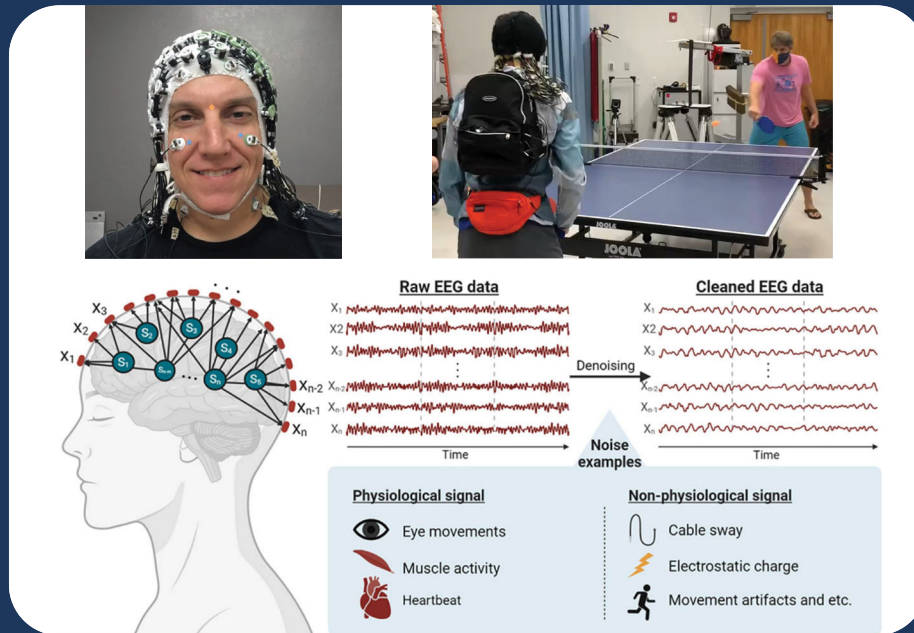 JOOLA
JOOLA
Raw EEG data
Cleaned EEG data
X₁
X2
X₃
Xₙ₋₂
Xₙ₋₁
Xₙ
Time
Denoising
X₁
X2
X₃
Xₙ₋₂
Xₙ₋₁
Xₙ
Time
X₃
X₂
X₁
S₁
S₂
S₃
S₄
Sₙ
S₅
Xₙ₋₂
Xₙ₋₁
Xₙ
Noise
examples
Physiological signal
Eye movements
Muscle activity
Heartbeat
Non-physiological signal
Cable sway
Electrostatic charge
Movement artifacts and etc.